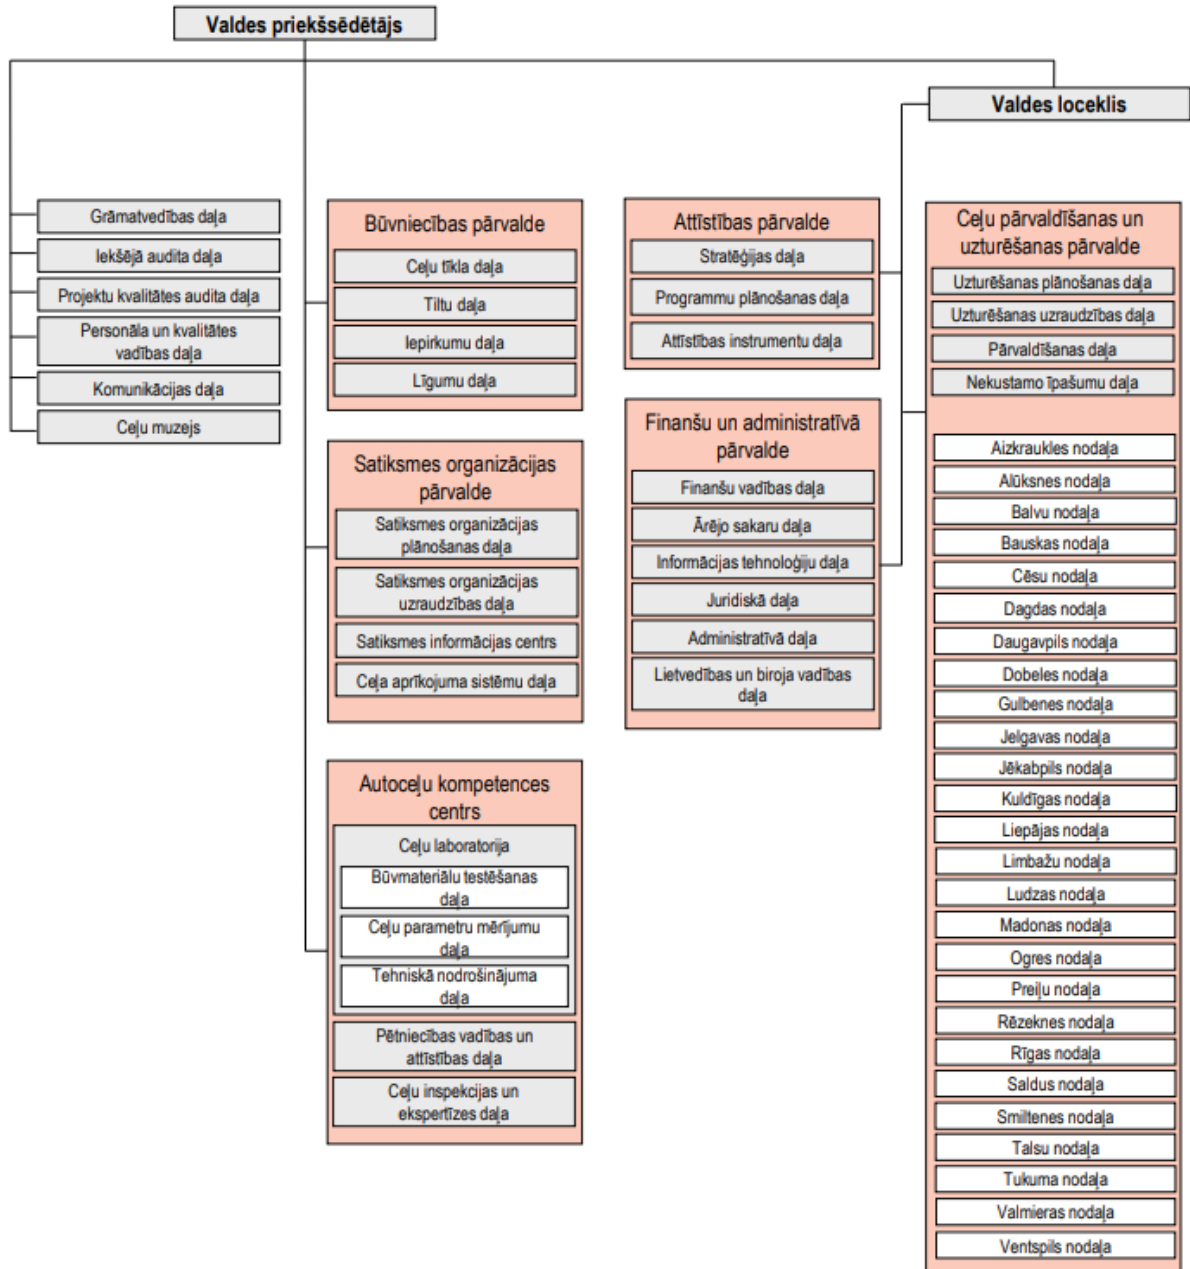 Valdes priekšsēdētājs
Valdes loceklis
Grāmatvedības daļa
Iekšējā audita daļa
Projektu kvalitātes audita daļa
Personāla un kvalitātes
vadības daļa
Komunikācijas daļa
Ceļu muzejs
Būvniecības pārvalde
Ceļu tīkla daļa
Tiltu daļa
Iepirkumu daļa
Līgumu daļa
Satiksmes organizācijas
pārvalde
Satiksmes organizācijas
plānošanas daļa
Satiksmes organizācijas
uzraudzības daļa
Satiksmes informācijas centrs
Ceļa aprīkojuma sistēmu daļa
Autoceļu kompetences
centrs
Ceļu laboratorija
Būvmateriālu testēšanas
daļa
Ceļu parametru mērījumu
daļa
Tehniskā nodrošinājuma
daļa
Pētniecības vadības un
attīstības daļa
Ceļu inspekcijas un
ekspertīzes daļa
Attīstības pārvalde
Stratēģijas daļa
Programmu plānošanas daļa
Attīstības instrumentu daļa
Finanšu un administratīvā
pārvalde
Finanšu vadības daļa
Ārējo sakaru daļa
Informācijas tehnoloģiju daļa
Juridiskā daļa
Administratīvā daļa
Lietvedības un biroja vadības
daļa
Ceļu pārvaldīšanas un
uzturēšanas pārvalde
Uzturēšanas plānošanas daļa
Uzturēšanas uzraudzības daļa
Pārvaldīšanas daļa
Nekustamo īpašumu daļa
Aizkraukles nodaļa
Alūksnes nodaļa
Balvu nodaļa
Bauskas nodaļa
Cēsu nodaļa
Dagdas nodaļa
Daugavpils nodaļa
Dobeles nodaļa
Gulbenes nodaļa
Jelgavas nodaļa
Jēkabpils nodaļa
Kuldīgas nodaļa
Liepājas nodaļa
Limbažu nodaļa
Ludzas nodaļa
Madonas nodaļa
Ogres nodaļa
Preiļu nodaļa
Rēzeknes nodaļa
Rīgas nodaļa
Saldus nodaļa
Smiltenes nodaļa
Talsu nodaļa
Tukuma nodaļa
Valmieras nodaļa
Ventspils nodaļa